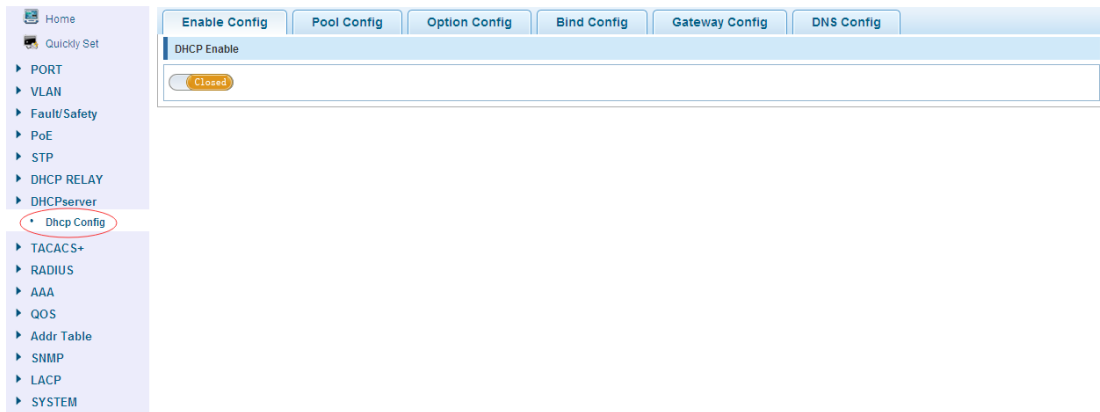 Home
Quickly Set
PORT
VLAN
Fault/Safety
PoE
STP
DHCP RELAY
DHCPserver
Dhcp Config
TACACS+
RADIUS
AAA
QOS
Addr Table
SNMP
LACP
SYSTEM
Enable Config Pool Config Option Config Bind Config Gateway Config DNS Config
DHCP Enable
Closed